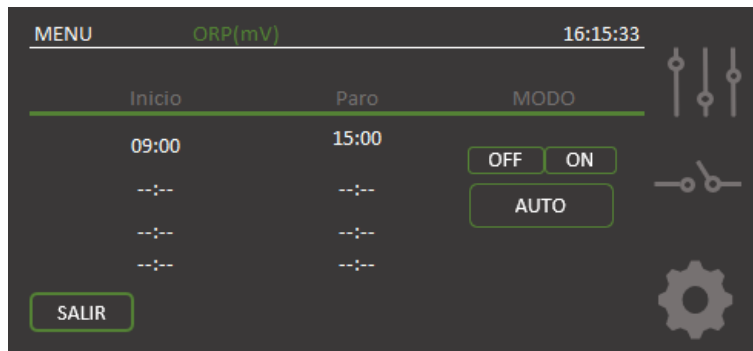 MENU ORP(mV) 16:15:33
Inicio Paro MODO
09:00 15:00
OFF ON
--:-- --:--
AUTO
--:-- --:--
--:-- --:--
SALIR